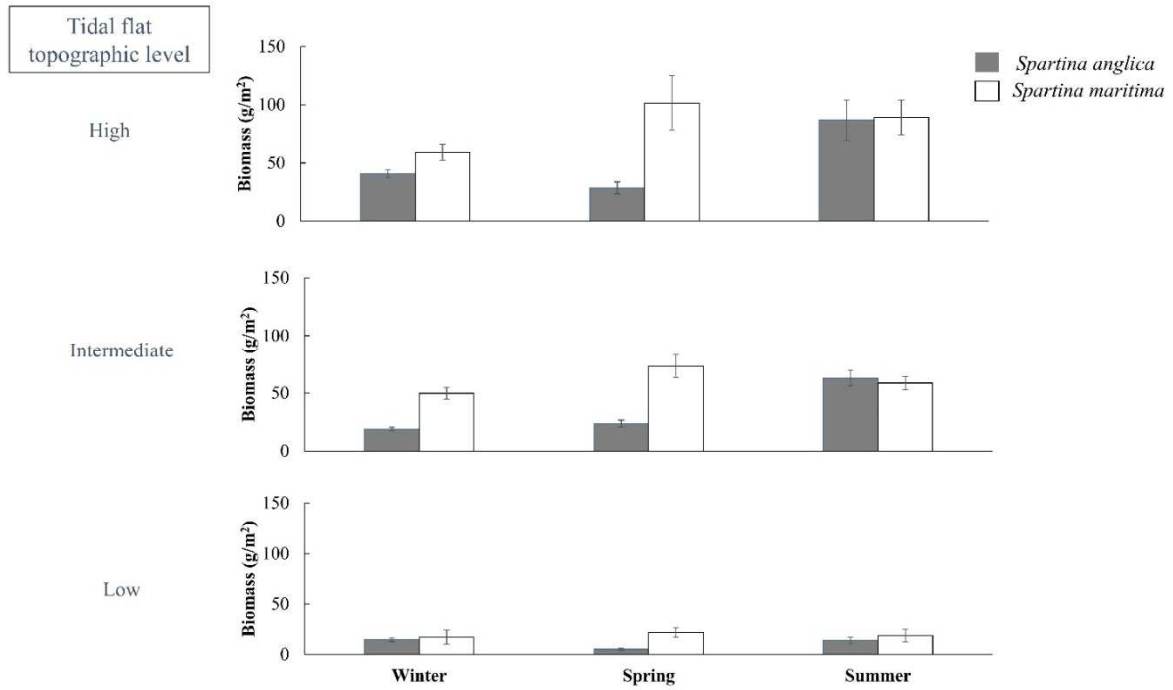 Tidal flat
topographic level
Spartina anglica
Spartina maritima
High
Biomass (g/m²)
150
100
50
0
Intermediate
Biomass (g/m²)
150
100
50
0
Low
Biomass (g/m²)
150
100
50
0
Winter Spring Summer